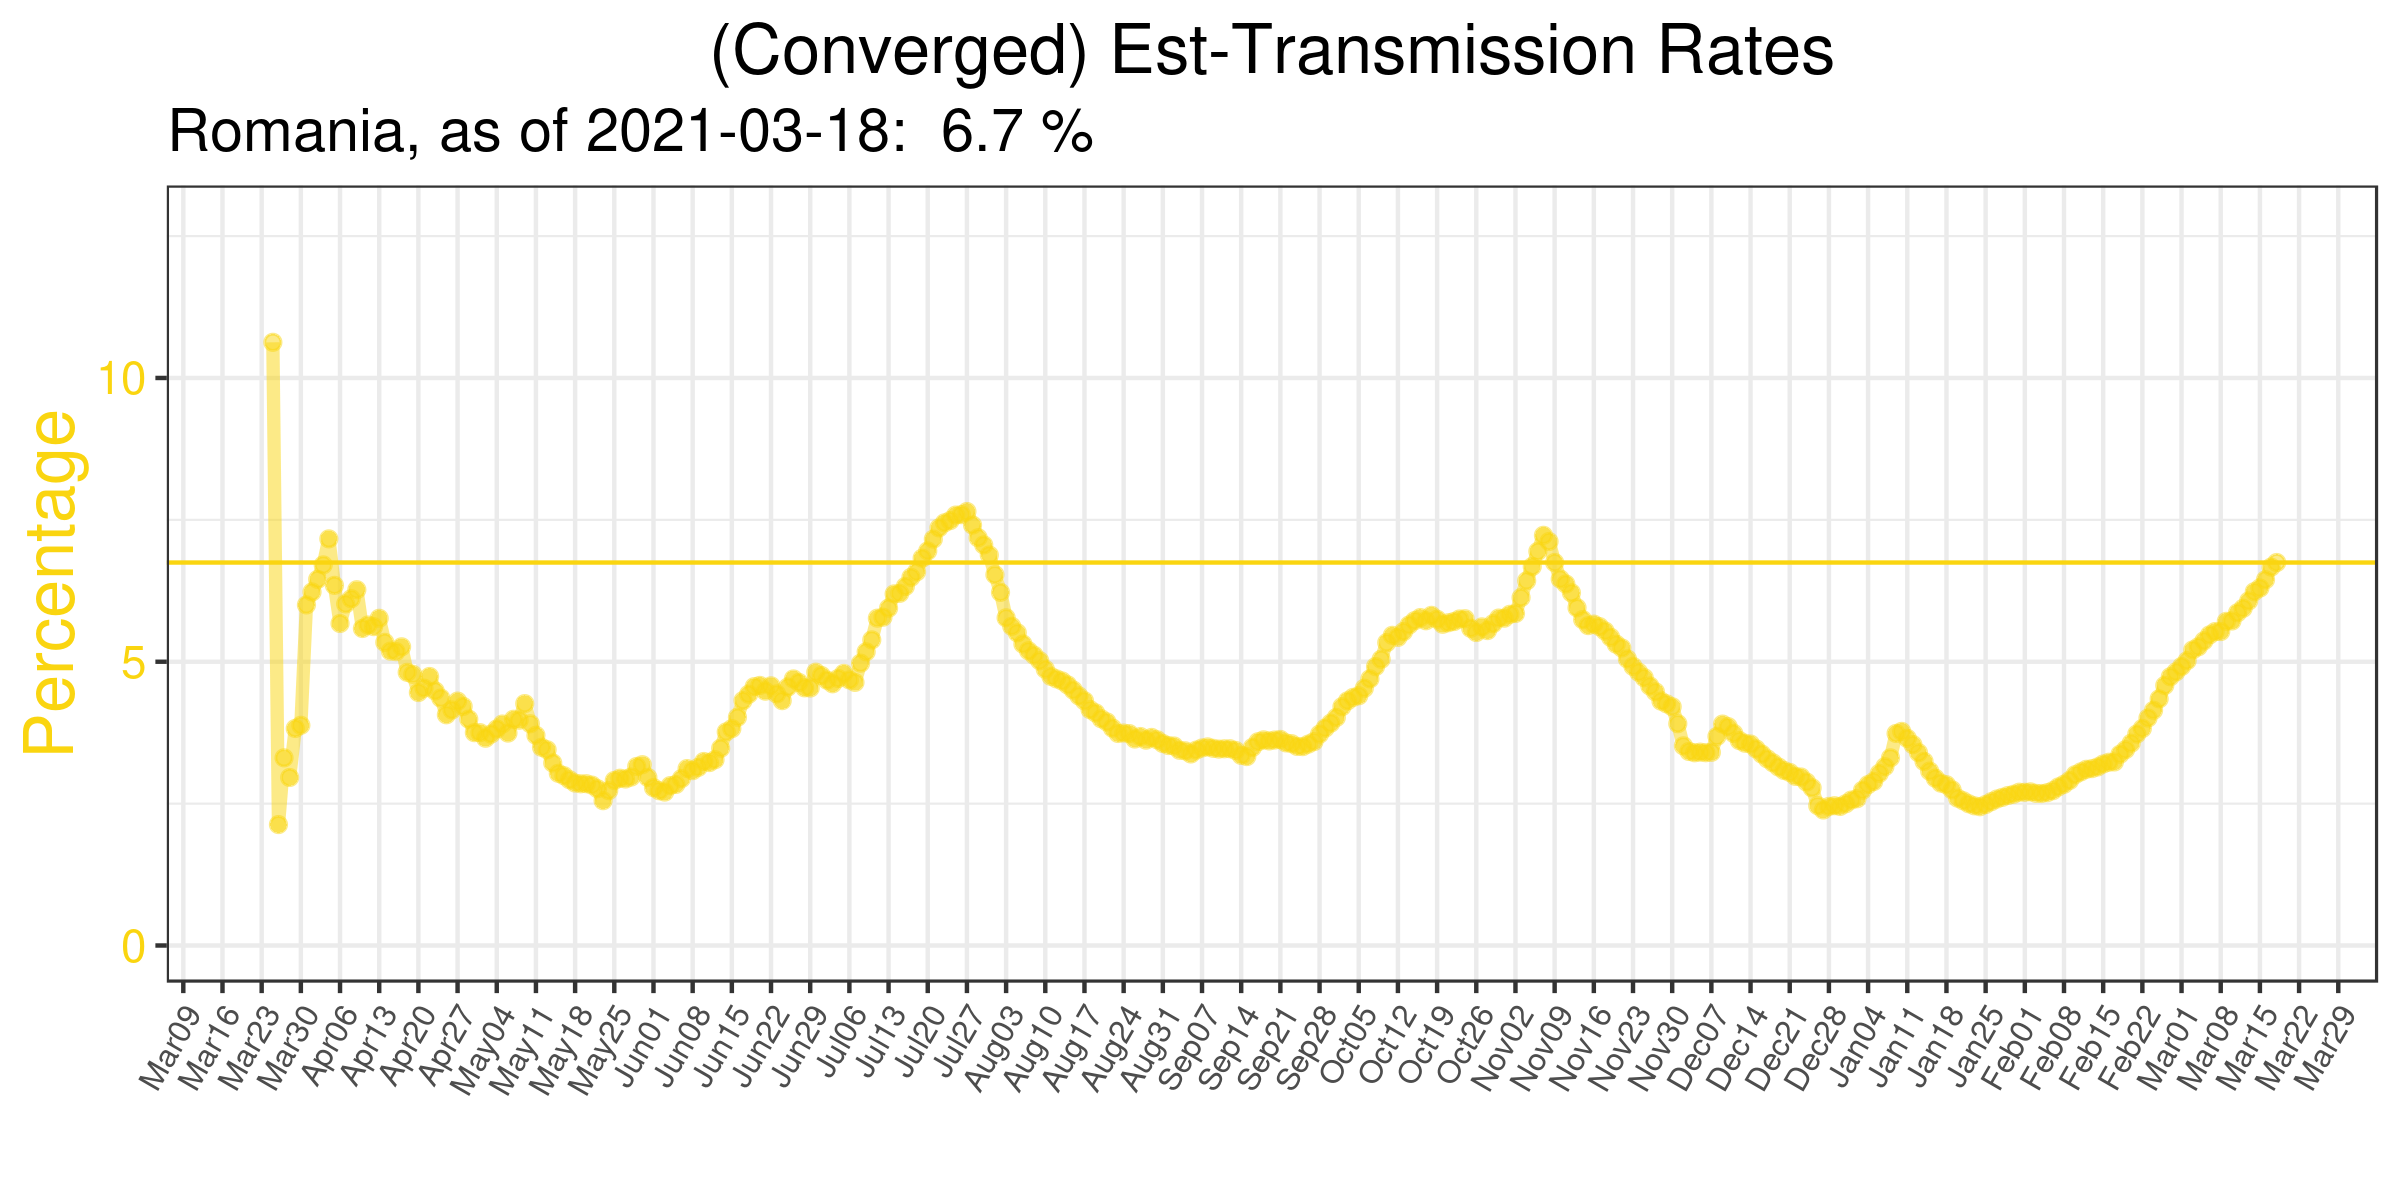 (Converged) Est-Transmission Rates
Romania, as of 2021-03-18:  6.7 %
Percentage
10
5
0
Mar09
Mar16
Mar23
Mar30
Apr06
Apr13
Apr20
Apr27
May04
May11
May18
May25
Jun01
Jun08
Jun15
Jun22
Jun29
Jul06
Jul13
Jul20
Jul27
Aug03
Aug10
Aug17
Aug24
Aug31
Sep07
Sep14
Sep21
Sep28
Oct05
Oct12
Oct19
Oct26
Nov02
Nov09
Nov16
Nov23
Nov30
Dec07
Dec14
Dec21
Dec28
Jan04
Jan11
Jan18
Jan25
Feb01
Feb08
Feb15
Feb22
Mar01
Mar08
Mar15
Mar22
Mar29